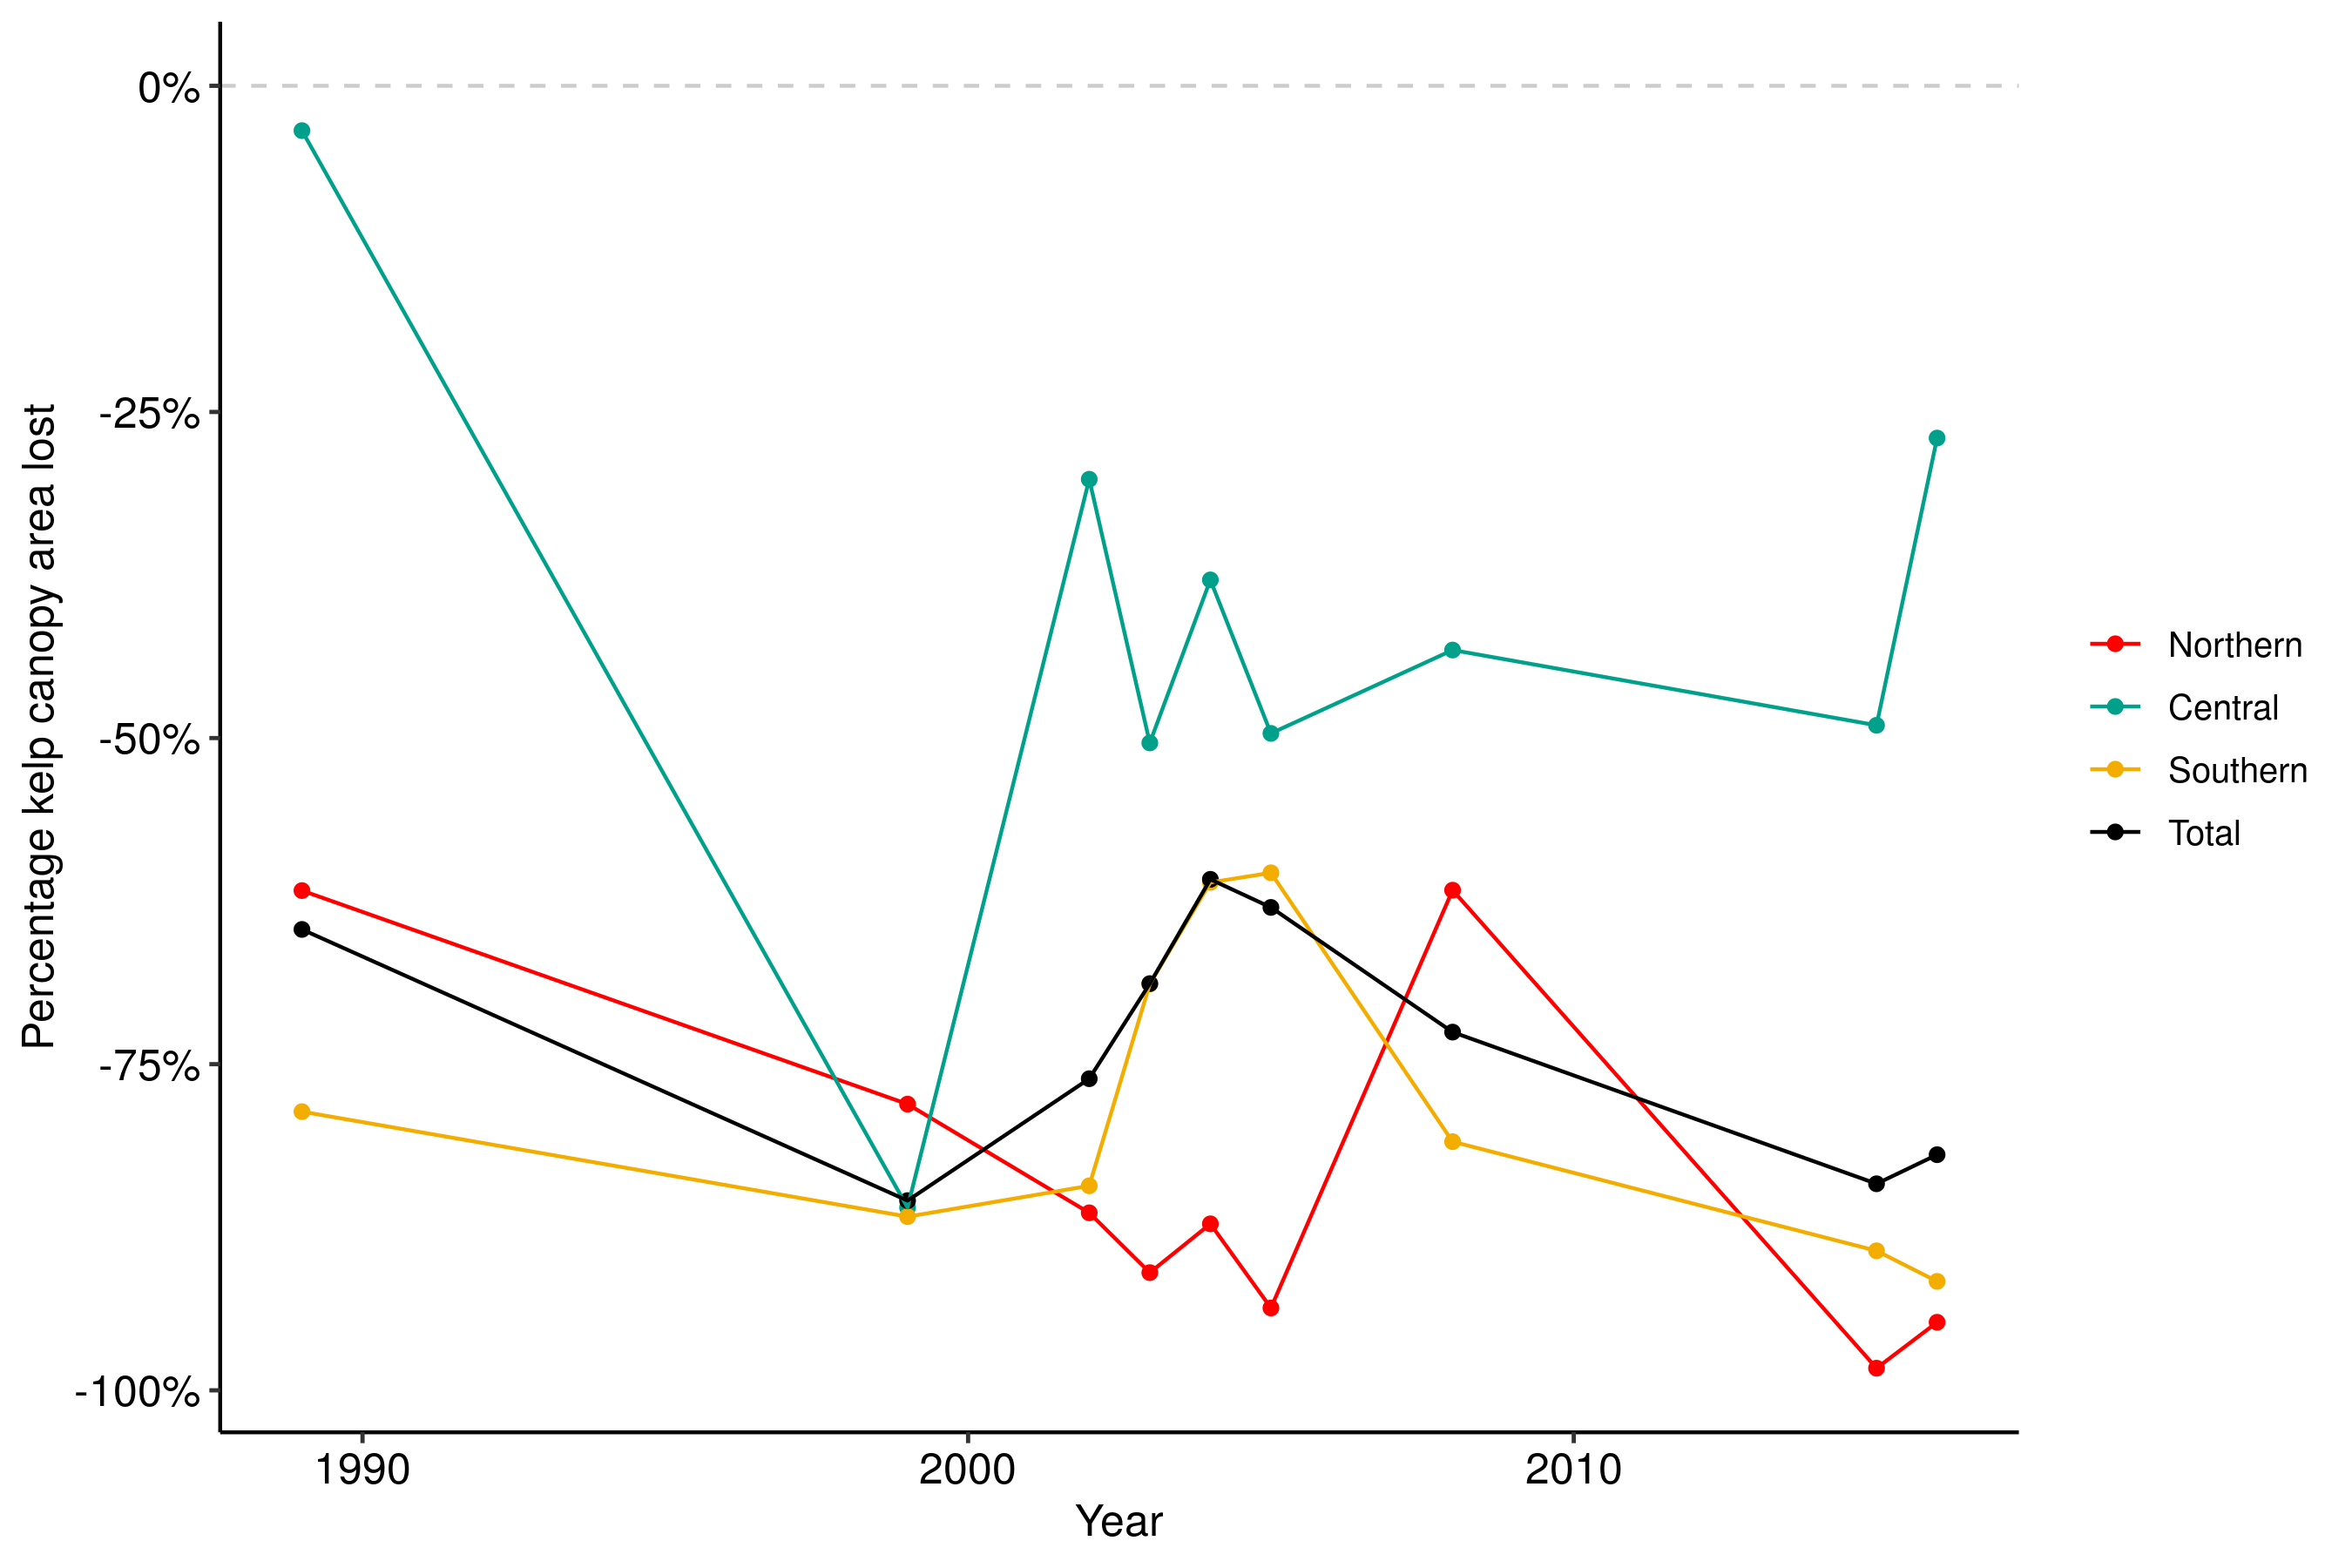 Percentage kelp canopy area lost
0%
-25%
-50%
-75%
-100%
1990
2000
2010
Year
Northern
Central
Southern
Total